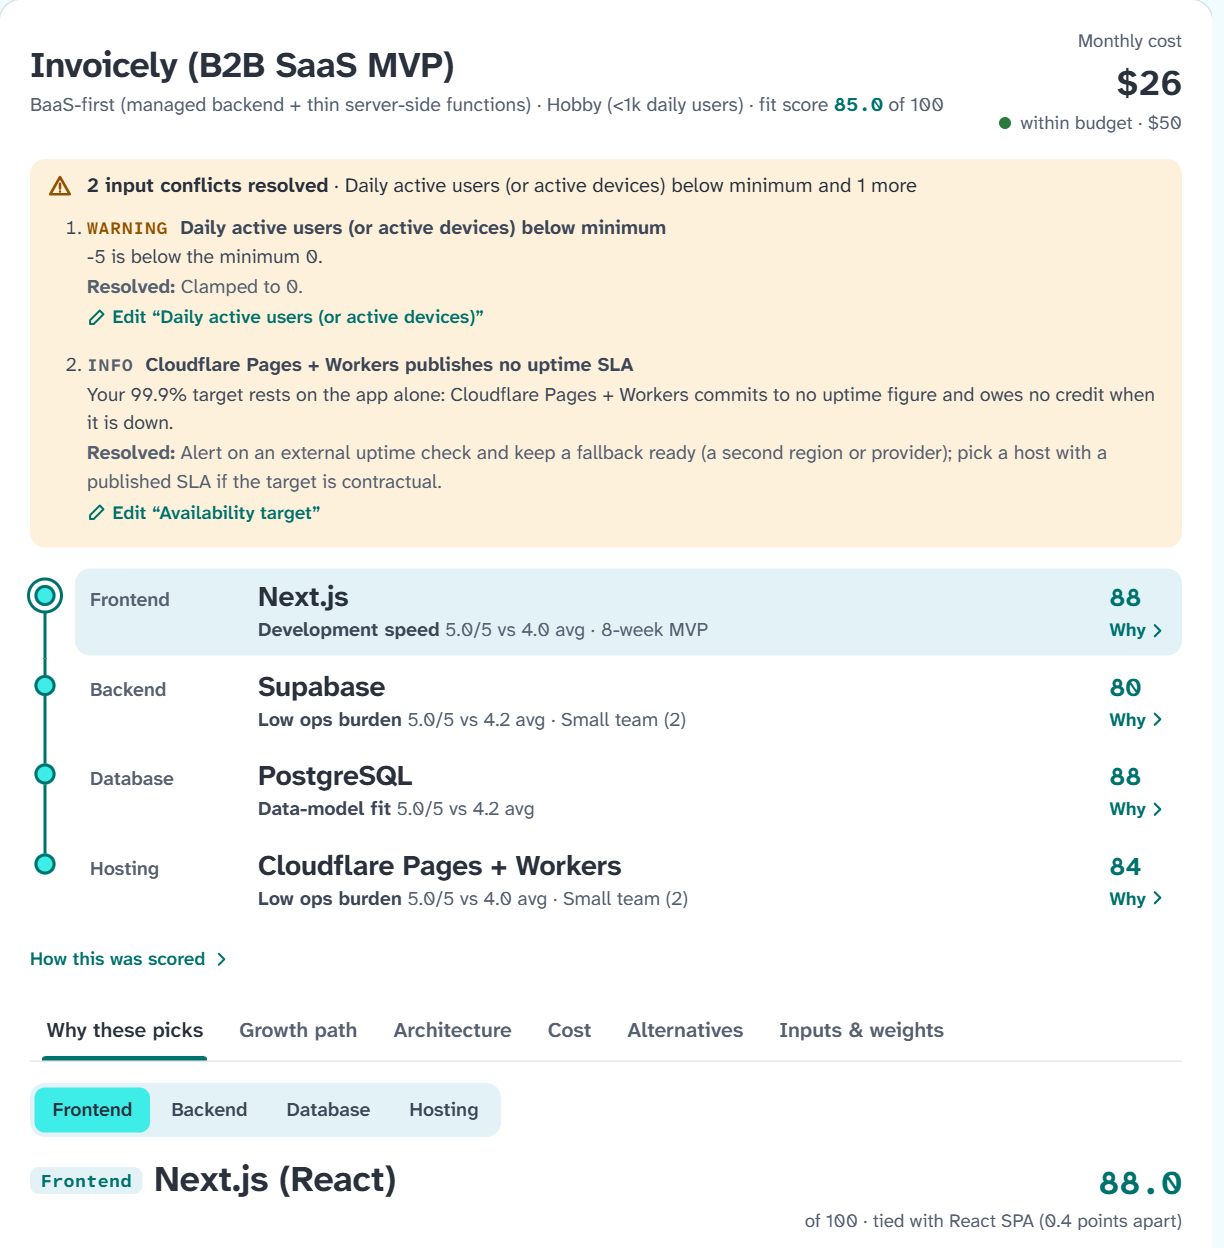 Invoicely (B2B SaaS MVP)
BaaS-first (managed backend + thin server-side functions) · Hobby (<1k daily users) · fit score 85.0 of 100
Monthly cost
$26
within budget · $50
2 input conflicts resolved · Daily active users (or active devices) below minimum and 1 more
1. WARNING Daily active users (or active devices) below minimum
-5 is below the minimum 0.
Resolved: Clamped to 0.
Edit “Daily active users (or active devices)”
2. INFO Cloudflare Pages + Workers publishes no uptime SLA
Your 99.9% target rests on the app alone: Cloudflare Pages + Workers commits to no uptime figure and owes no credit when
it is down.
Resolved: Alert on an external uptime check and keep a fallback ready (a second region or provider); pick a host with a
published SLA if the target is contractual.
Edit “Availability target”
Frontend Next.js 88
Development speed 5.0/5 vs 4.0 avg · 8-week MVP Why
Backend Supabase 80
Low ops burden 5.0/5 vs 4.2 avg · Small team (2) Why
Database PostgreSQL 88
Data-model fit 5.0/5 vs 4.2 avg Why
Hosting Cloudflare Pages + Workers 84
Low ops burden 5.0/5 vs 4.0 avg · Small team (2) Why
How this was scored
Why these picks Growth path Architecture Cost Alternatives Inputs & weights
Frontend Backend Database Hosting
Frontend Next.js (React) 88.0
of 100 · tied with React SPA (0.4 points apart)